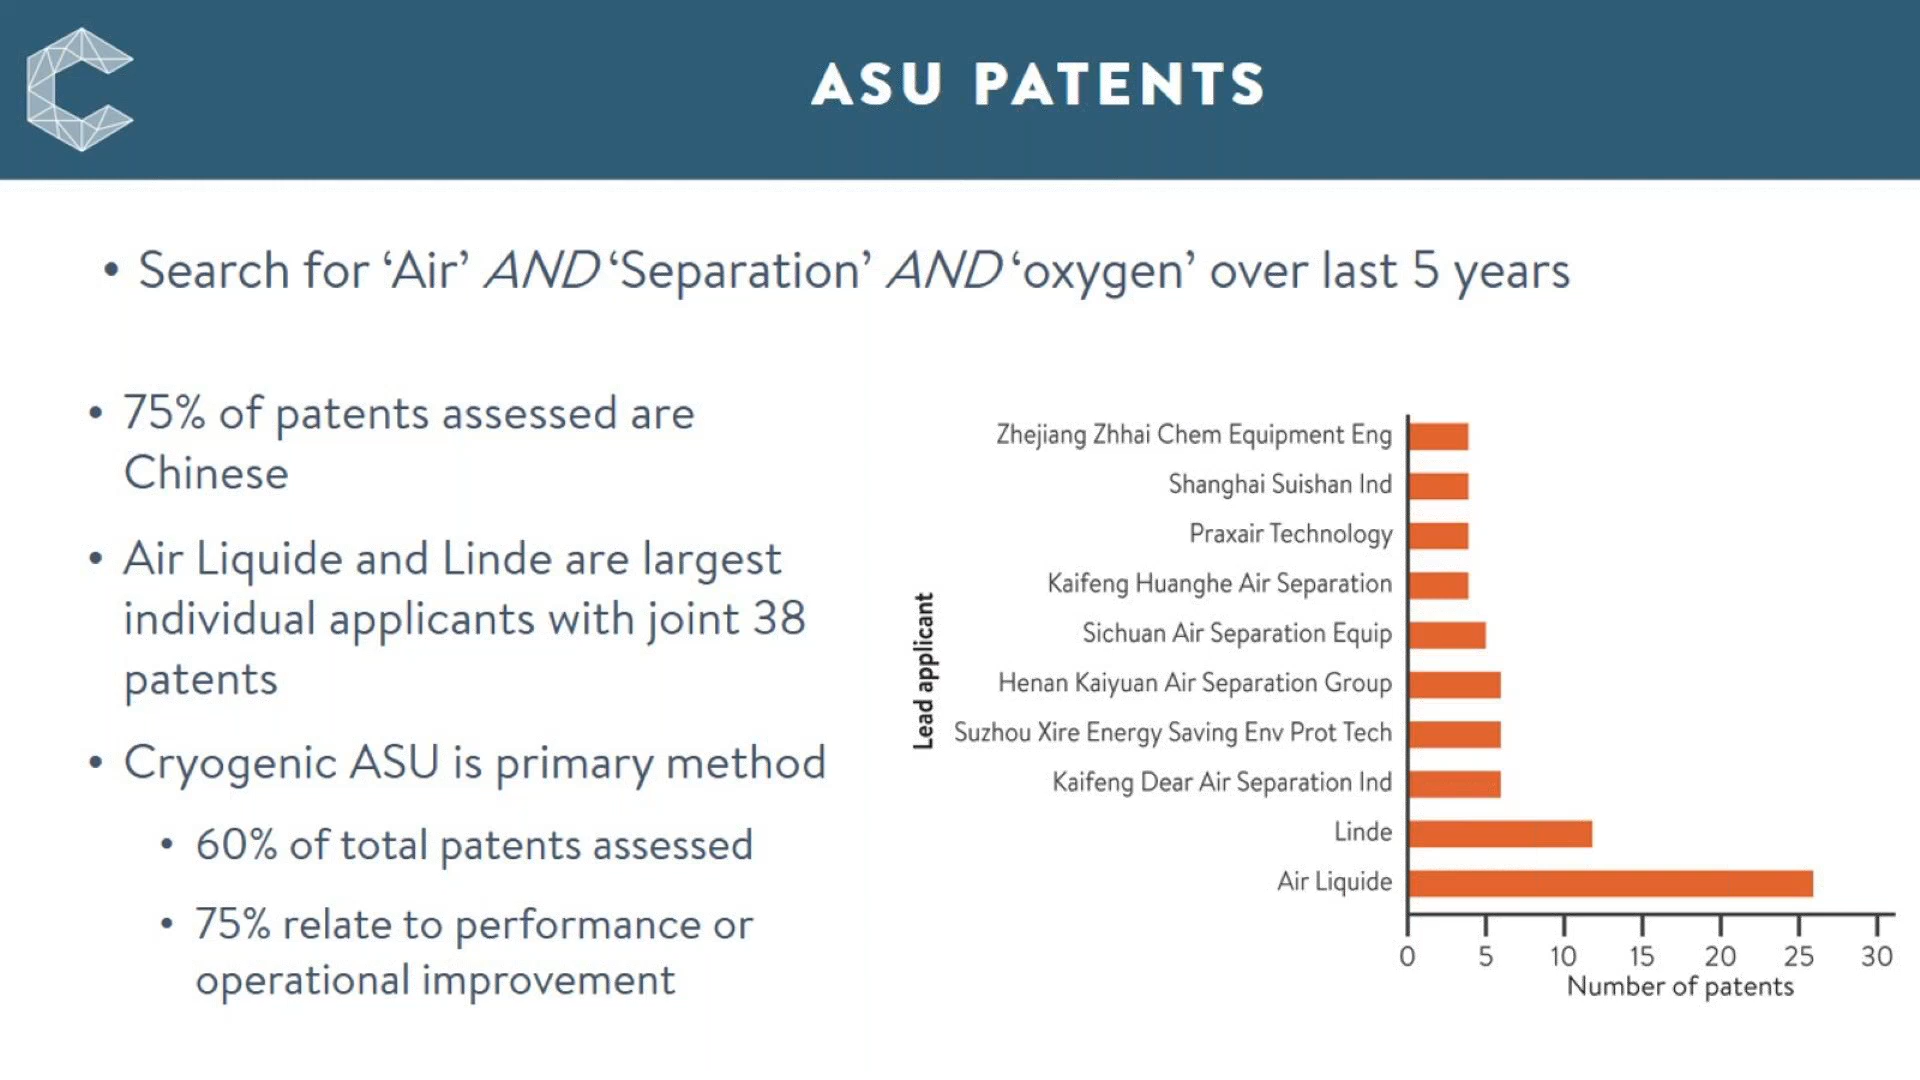 ASU PATENTS
• Search for ‘Air’ AND ‘Separation’ AND ‘oxygen’ over last 5 years
• 75% of patents assessed are
Chinese
• Air Liquide and Linde are largest
individual applicants with joint 38
patents
• Cryogenic ASU is primary method
• 60% of total patents assessed
• 75% relate to performance or
operational improvement
Lead applicant
Zhejiang Zhhai Chem Equipment Eng
Shanghai Suishan Ind
Praxair Technology
Kaifeng Huanghe Air Separation
Sichuan Air Separation Equip
Henan Kaiyuan Air Separation Group
Suzhou Xire Energy Saving Env Prot Tech
Kaifeng Dear Air Separation Ind
Linde
Air Liquide
0 5 10 15 20 25 30
Number of patents